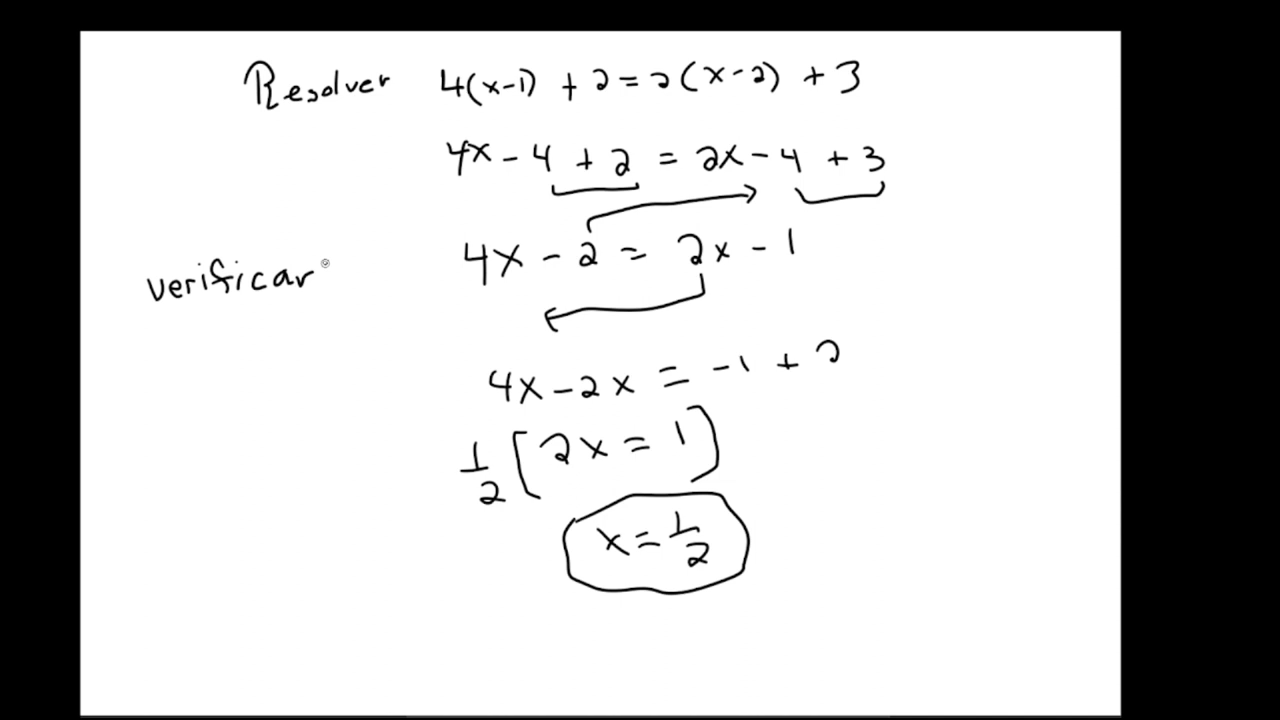 Resolver 4(x-1) + 2 = 2(x-2) + 3
4x - 4 + 2 = 2x - 4 + 3
4x - 2 = 2x - 1
verificar
4x - 2x = -1 + 2
1/2 [2x = 1]
x = 1/2